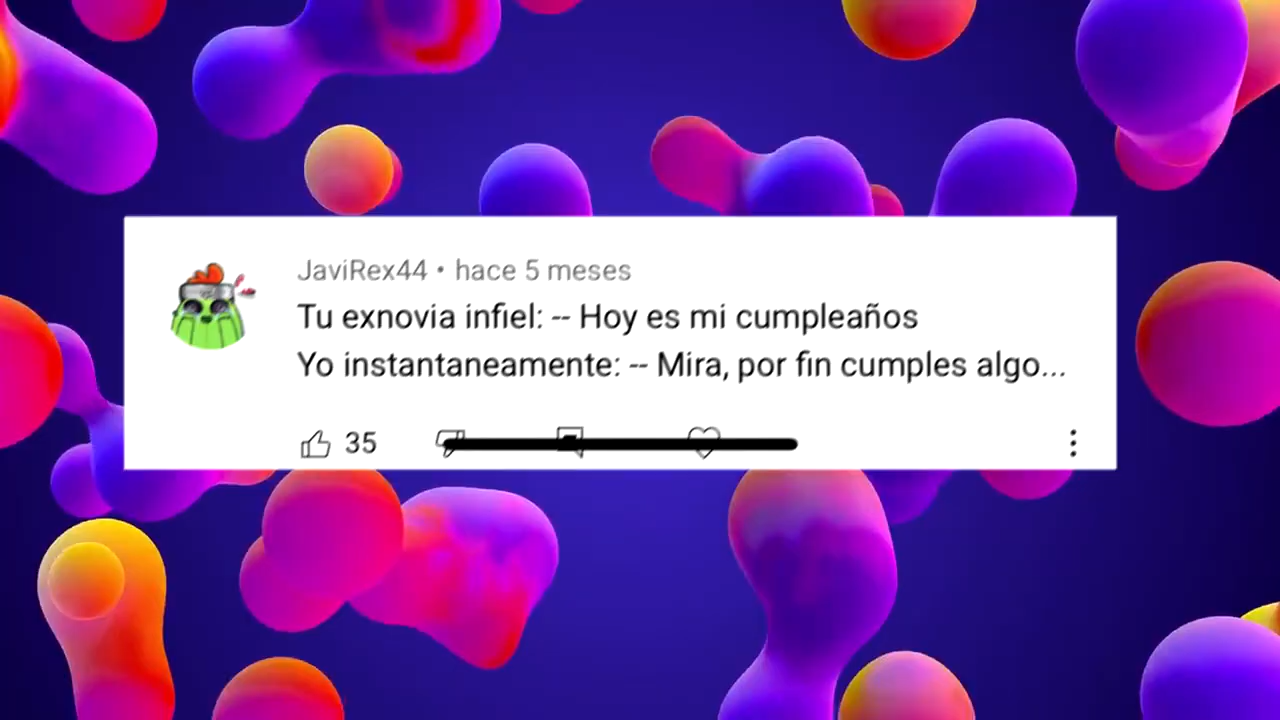 JaviRex44 • hace 5 meses
Tu exnovia infiel: -- Hoy es mi cumpleaños
Yo instantaneamente: -- Mira, por fin cumples algo...
35